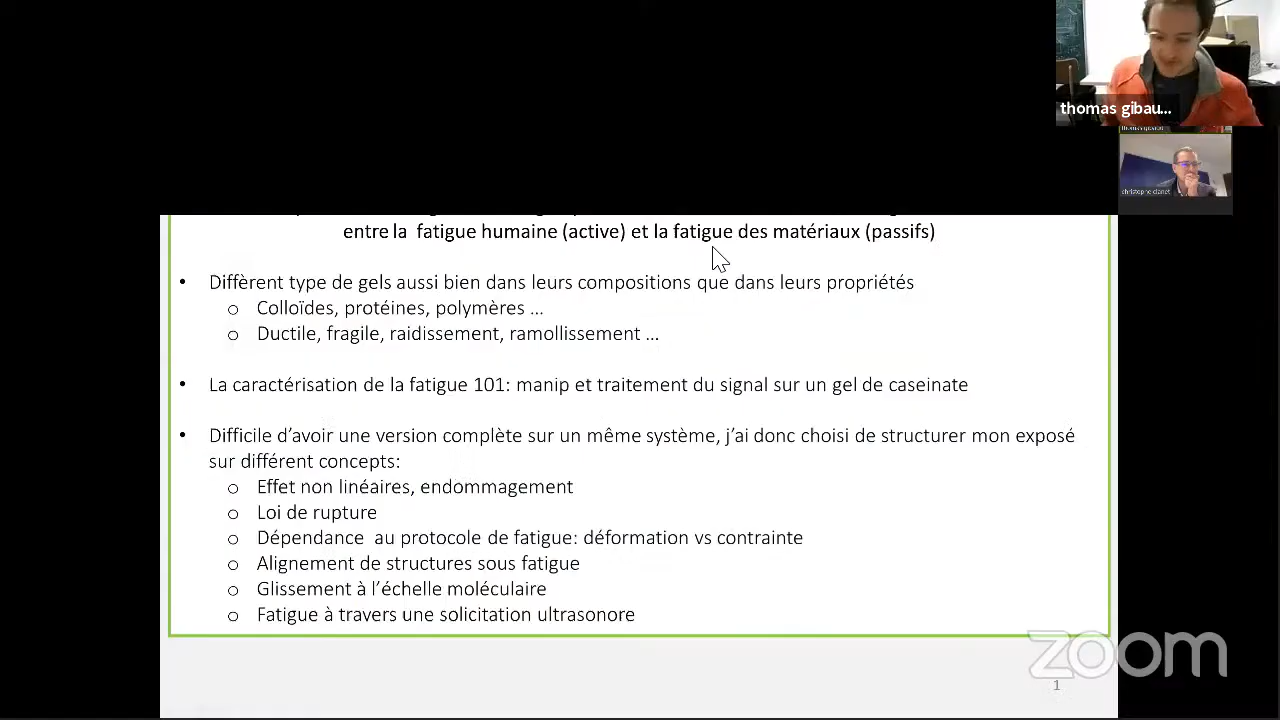 thomas gibau...
christophe clanet
entre la fatigue humaine (active) et la fatigue des matériaux (passifs)
• Diffèrent type de gels aussi bien dans leurs compositions que dans leurs propriétés
o Colloïdes, protéines, polymères ...
o Ductile, fragile, raidissement, ramollissement ...
• La caractérisation de la fatigue 101: manip et traitement du signal sur un gel de caseinate
• Difficile d'avoir une version complète sur un même système, j'ai donc choisi de structurer mon exposé
sur différent concepts:
o Effet non linéaires, endommagement
o Loi de rupture
o Dépendance au protocole de fatigue: déformation vs contrainte
o Alignement de structures sous fatigue
o Glissement à l'échelle moléculaire
o Fatigue à travers une solicitation ultrasonore
zoom
1